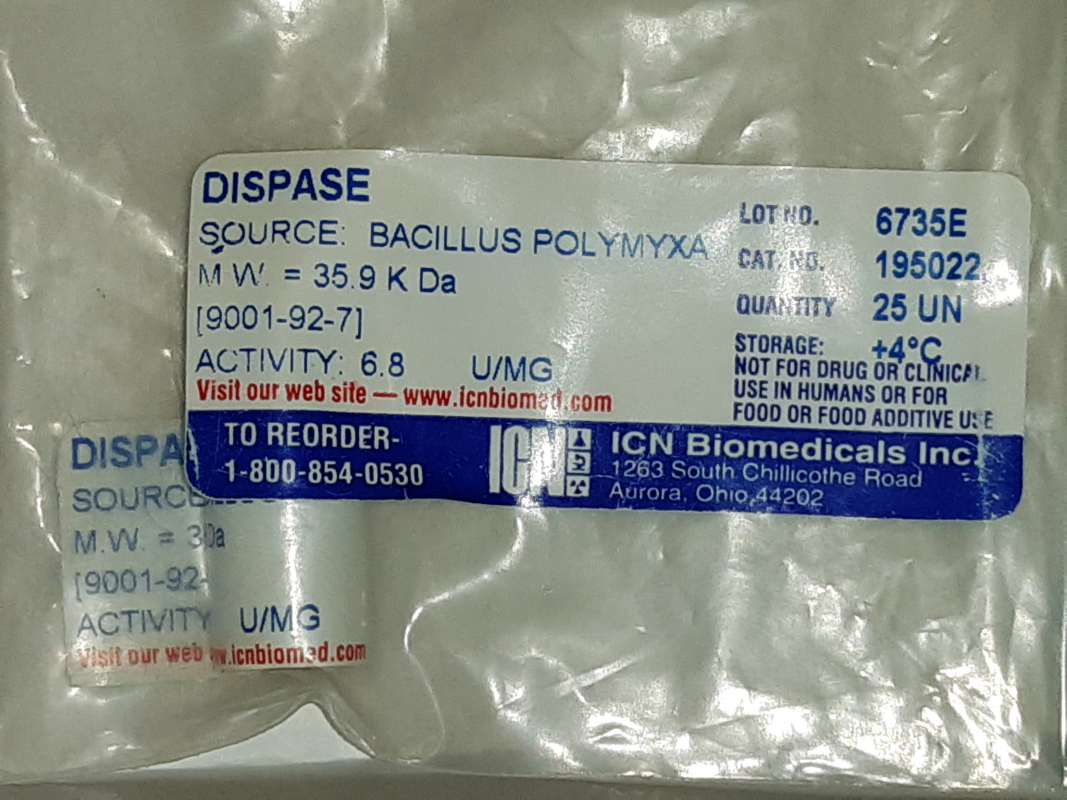 DISPASE
SOURCE: BACILLUS POLYMYXA
M.W. = 35.9 K Da
[9001-92-7]
ACTIVITY: 6.8 U/MG
Visit our web site — www.icnbiomed.com
LOT NO. 6735E
CAT. NO. 195022
QUANTITY 25 UN
STORAGE: +4°C
NOT FOR DRUG OR CLINICAL
USE IN HUMANS OR FOR
FOOD OR FOOD ADDITIVE USE
TO REORDER-
1-800-854-0530
ICN
ICN Biomedicals Inc.
1263 South Chillicothe Road
Aurora, Ohio 44202
DISPA
SOURCE
M.W. = 3 Da
[9001-92-
ACTIVITY U/MG
Visit our web w.icnbiomed.com